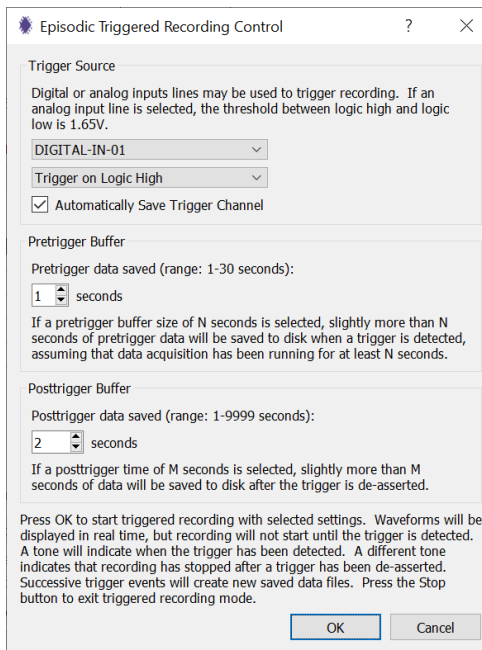 Episodic Triggered Recording Control ? ×
Trigger Source
Digital or analog inputs lines may be used to trigger recording. If an
analog input line is selected, the threshold between logic high and logic
low is 1.65V.
DIGITAL-IN-01
Trigger on Logic High
Automatically Save Trigger Channel
Pretrigger Buffer
Pretrigger data saved (range: 1-30 seconds):
1 seconds
If a pretrigger buffer size of N seconds is selected, slightly more than N
seconds of pretrigger data will be saved to disk when a trigger is detected,
assuming that data acquisition has been running for at least N seconds.
Posttrigger Buffer
Posttrigger data saved (range: 1-9999 seconds):
2 seconds
If a posttrigger time of M seconds is selected, slightly more than M
seconds of data will be saved to disk after the trigger is de-asserted.
Press OK to start triggered recording with selected settings. Waveforms will be
displayed in real time, but recording will not start until the trigger is detected.
A tone will indicate when the trigger has been detected. A different tone
indicates that recording has stopped after a trigger has been de-asserted.
Successive trigger events will create new saved data files. Press the Stop
button to exit triggered recording mode.
OK Cancel